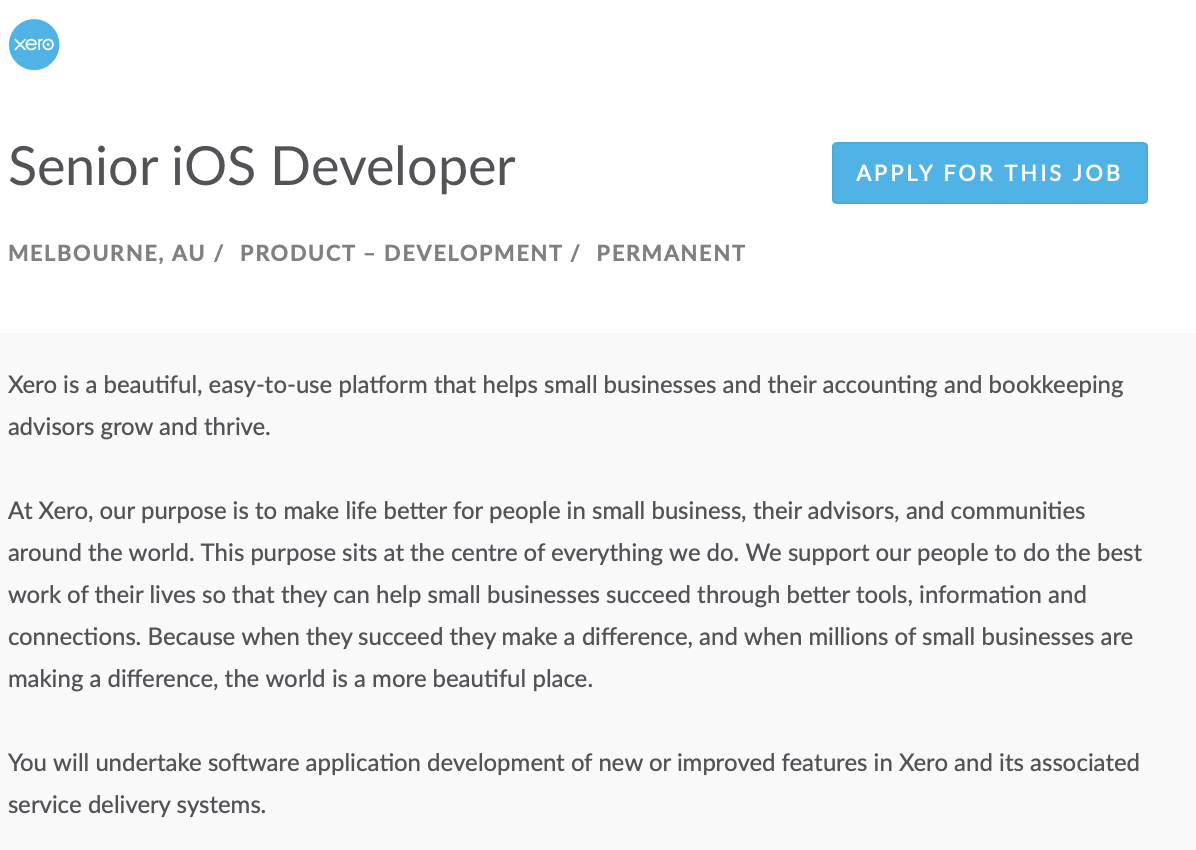 xero
Senior iOS Developer
APPLY FOR THIS JOB
MELBOURNE, AU / PRODUCT – DEVELOPMENT / PERMANENT
Xero is a beautiful, easy-to-use platform that helps small businesses and their accounting and bookkeeping
advisors grow and thrive.
At Xero, our purpose is to make life better for people in small business, their advisors, and communities
around the world. This purpose sits at the centre of everything we do. We support our people to do the best
work of their lives so that they can help small businesses succeed through better tools, information and
connections. Because when they succeed they make a difference, and when millions of small businesses are
making a difference, the world is a more beautiful place.
You will undertake software application development of new or improved features in Xero and its associated
service delivery systems.